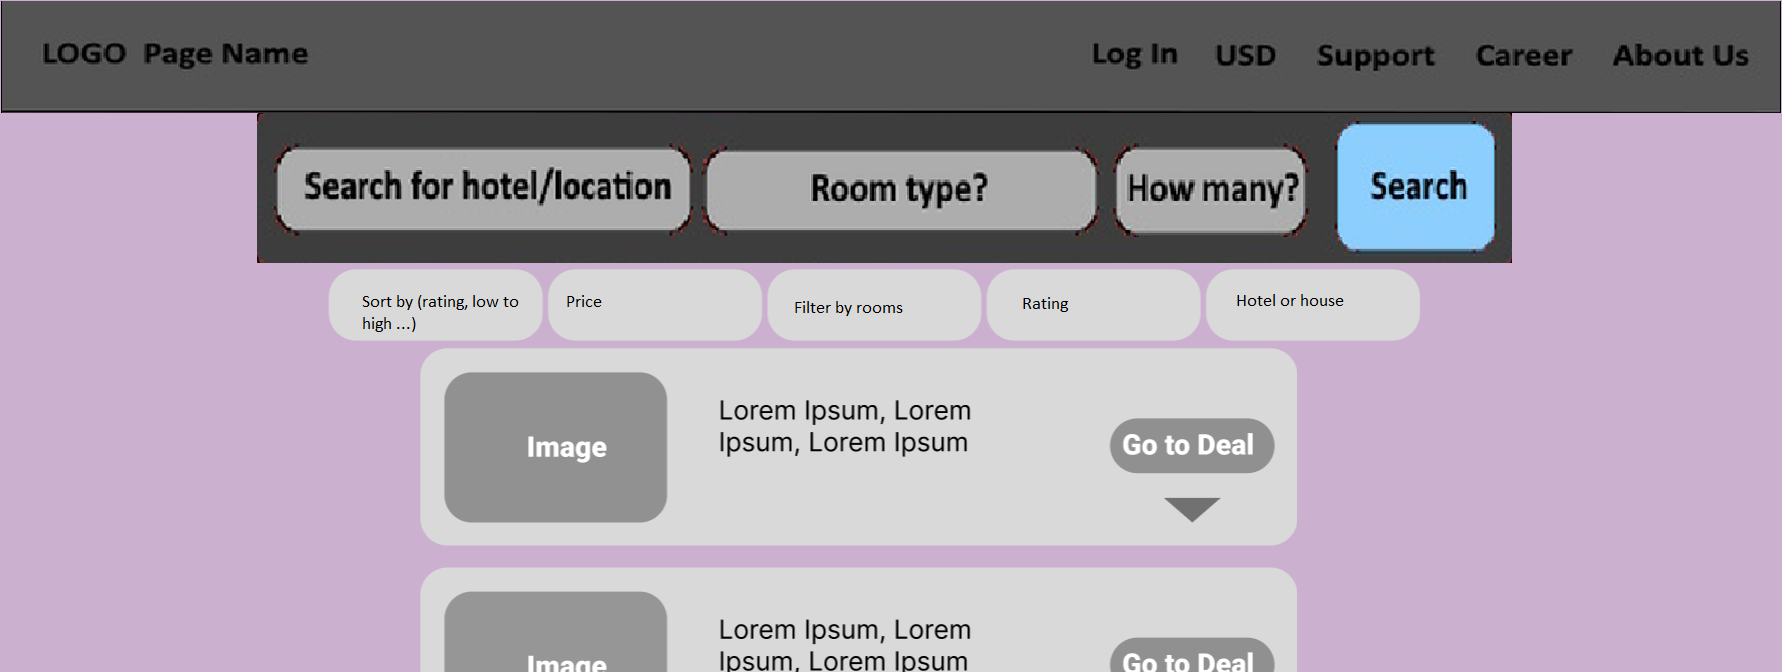 LOGO Page Name Log In USD Support Career About Us
Search for hotel/location Room type? How many? Search
Sort by (rating, low to
high ...)
Price
Filter by rooms
Rating
Hotel or house
Image
Lorem Ipsum, Lorem
Ipsum, Lorem Ipsum
Go to Deal
Image
Lorem Ipsum, Lorem
Ipsum, Lorem Ipsum
Go to Deal